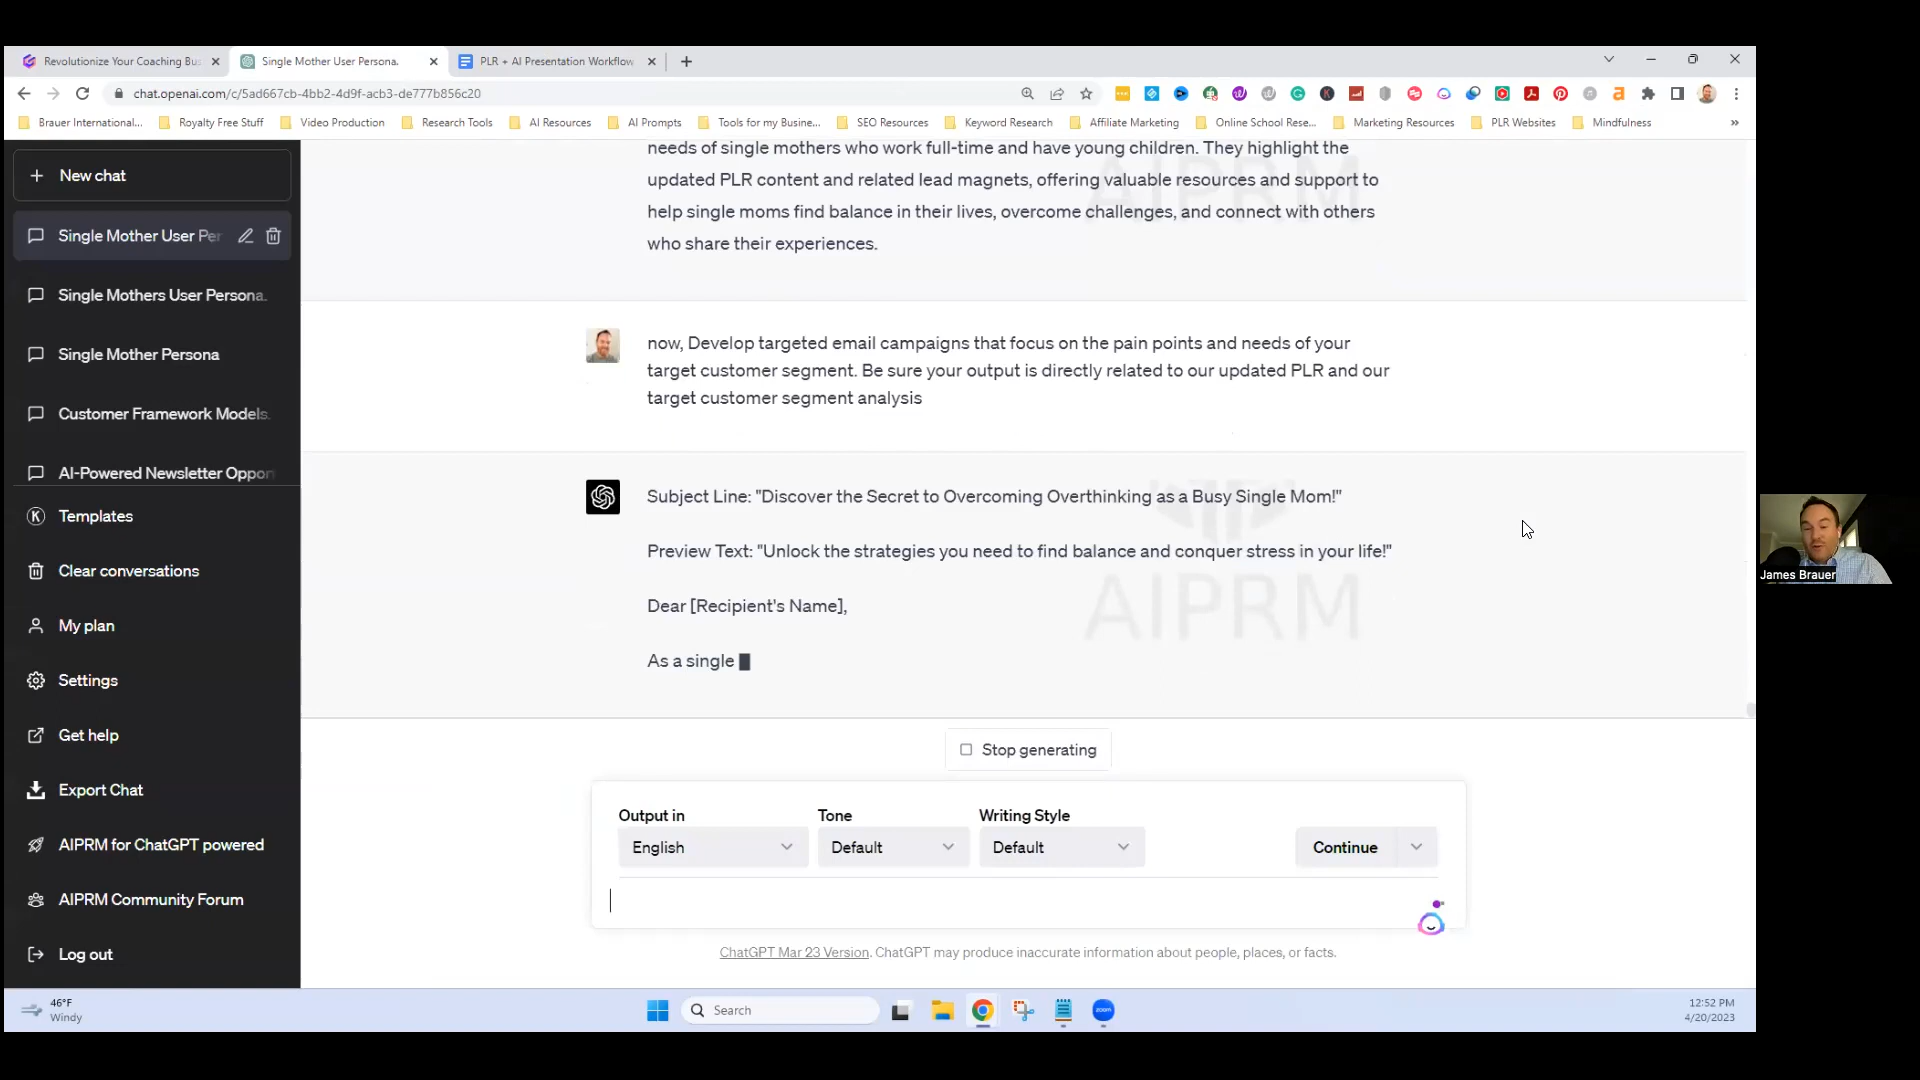 Revolutionize Your Coaching Bu
Single Mother User Persona.
PLR + AI Presentation Workflow
chat.openai.com/c/5ad667cb-4bb2-4d9f-acb3-de777b856c20
Brauer International...
Royalty Free Stuff
Video Production
Research Tools
AI Resources
AI Prompts
Tools for my Busine...
SEO Resources
Keyword Research
Affiliate Marketing
Online School Rese...
Marketing Resources
PLR Websites
Mindfulness
New chat
Single Mother User Per
Single Mothers User Persona.
Single Mother Persona
Customer Framework Models.
AI-Powered Newsletter Oppor
Templates
Clear conversations
My plan
Settings
Get help
Export Chat
AIPRM for ChatGPT powered
AIPRM Community Forum
Log out
needs of single mothers who work full-time and have young children. They highlight the
updated PLR content and related lead magnets, offering valuable resources and support to
help single moms find balance in their lives, overcome challenges, and connect with others
who share their experiences.
AIPRM
now, Develop targeted email campaigns that focus on the pain points and needs of your
target customer segment. Be sure your output is directly related to our updated PLR and our
target customer segment analysis
Subject Line: "Discover the Secret to Overcoming Overthinking as a Busy Single Mom!"
Preview Text: "Unlock the strategies you need to find balance and conquer stress in your life!"
Dear [Recipient's Name],
AIPRM
As a single
Stop generating
Output in
Tone
Writing Style
English
Default
Default
Continue
ChatGPT Mar 23 Version. ChatGPT may produce inaccurate information about people, places, or facts.
James Brauer
46°F
Windy
Search
zoom
12:52 PM
4/20/2023